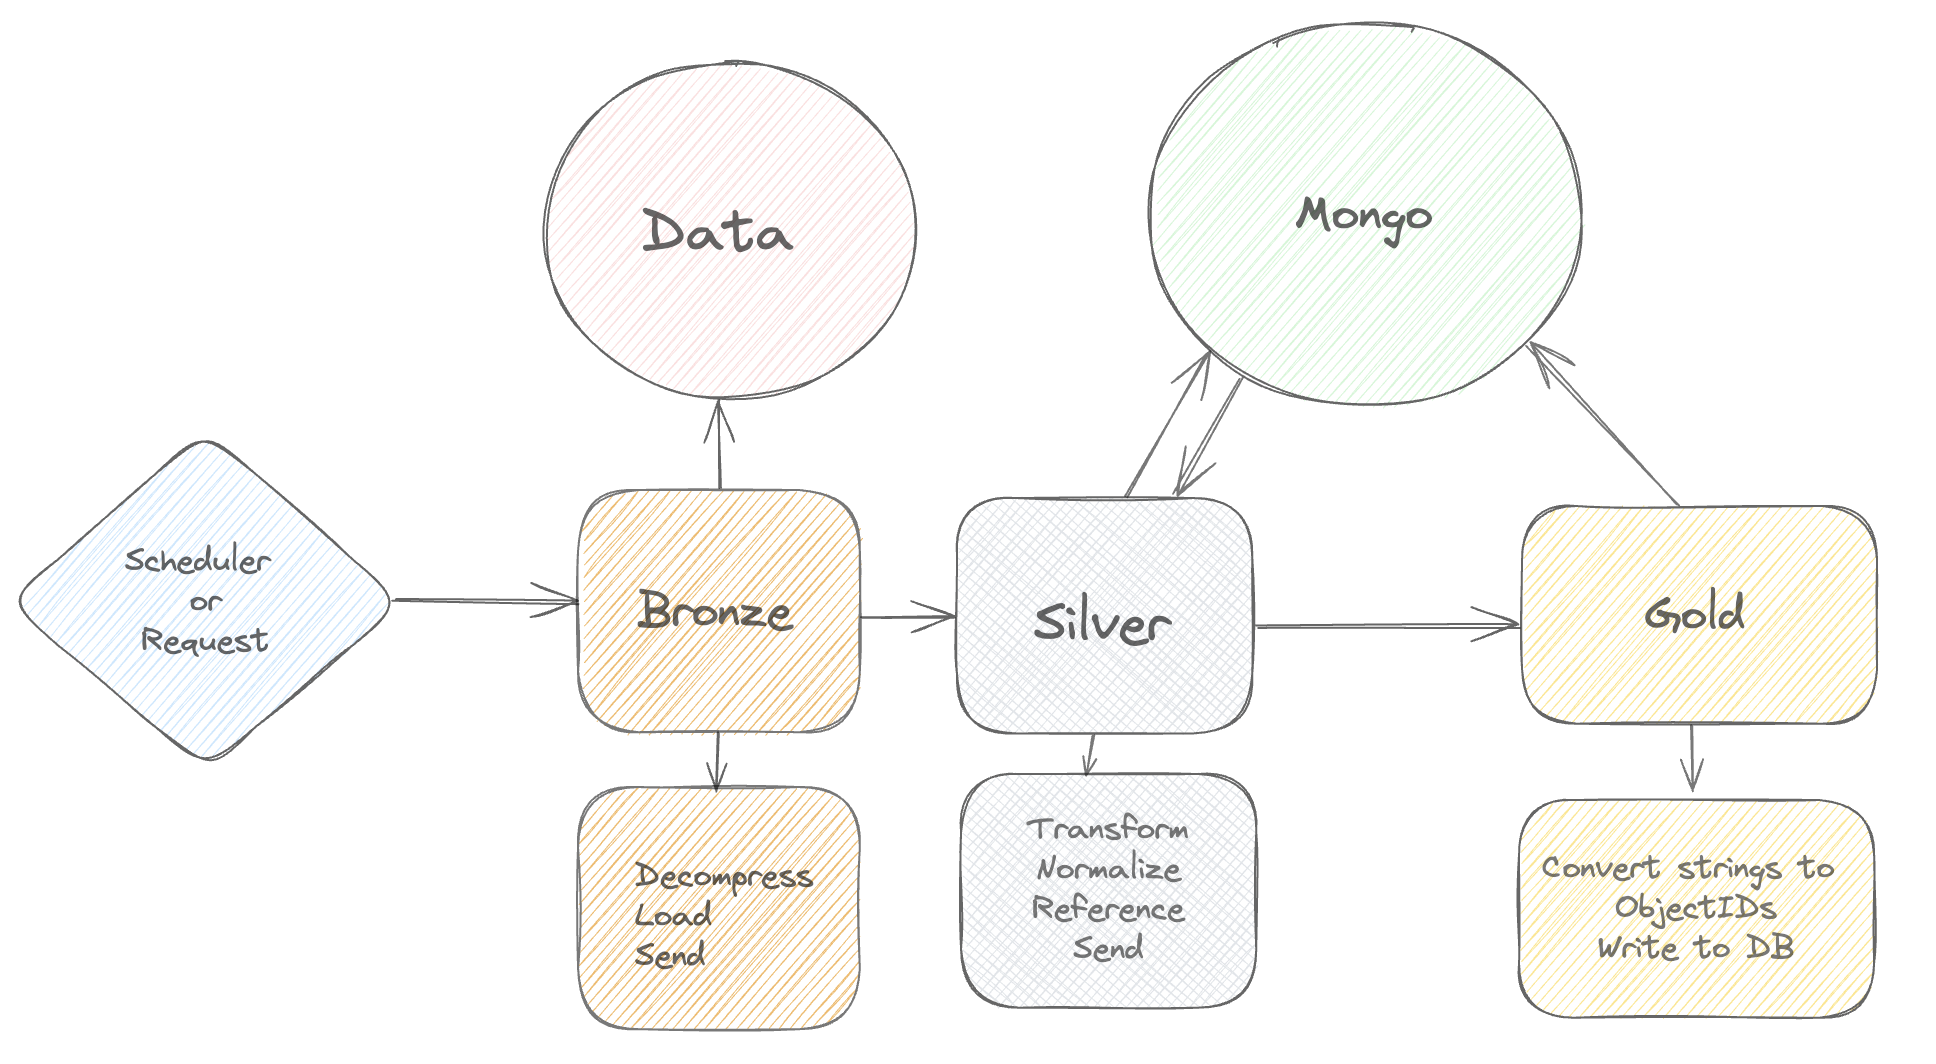 Data
Mongo
Scheduler
or
Request
Bronze
Silver
Gold
Decompress
Load
Send
Transform
Normalize
Reference
Send
Convert strings to
ObjectIDs
Write to DB